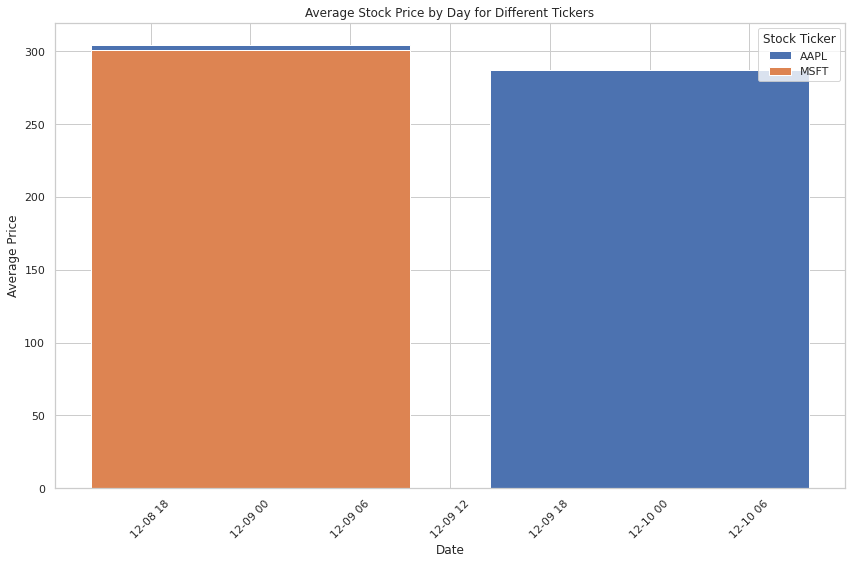 Average Stock Price by Day for Different Tickers
Stock Ticker
AAPL
MSFT
Average Price
300
250
200
150
100
50
0
12-08 18
12-09 00
12-09 06
12-09 12
12-09 18
12-10 00
12-10 06
Date